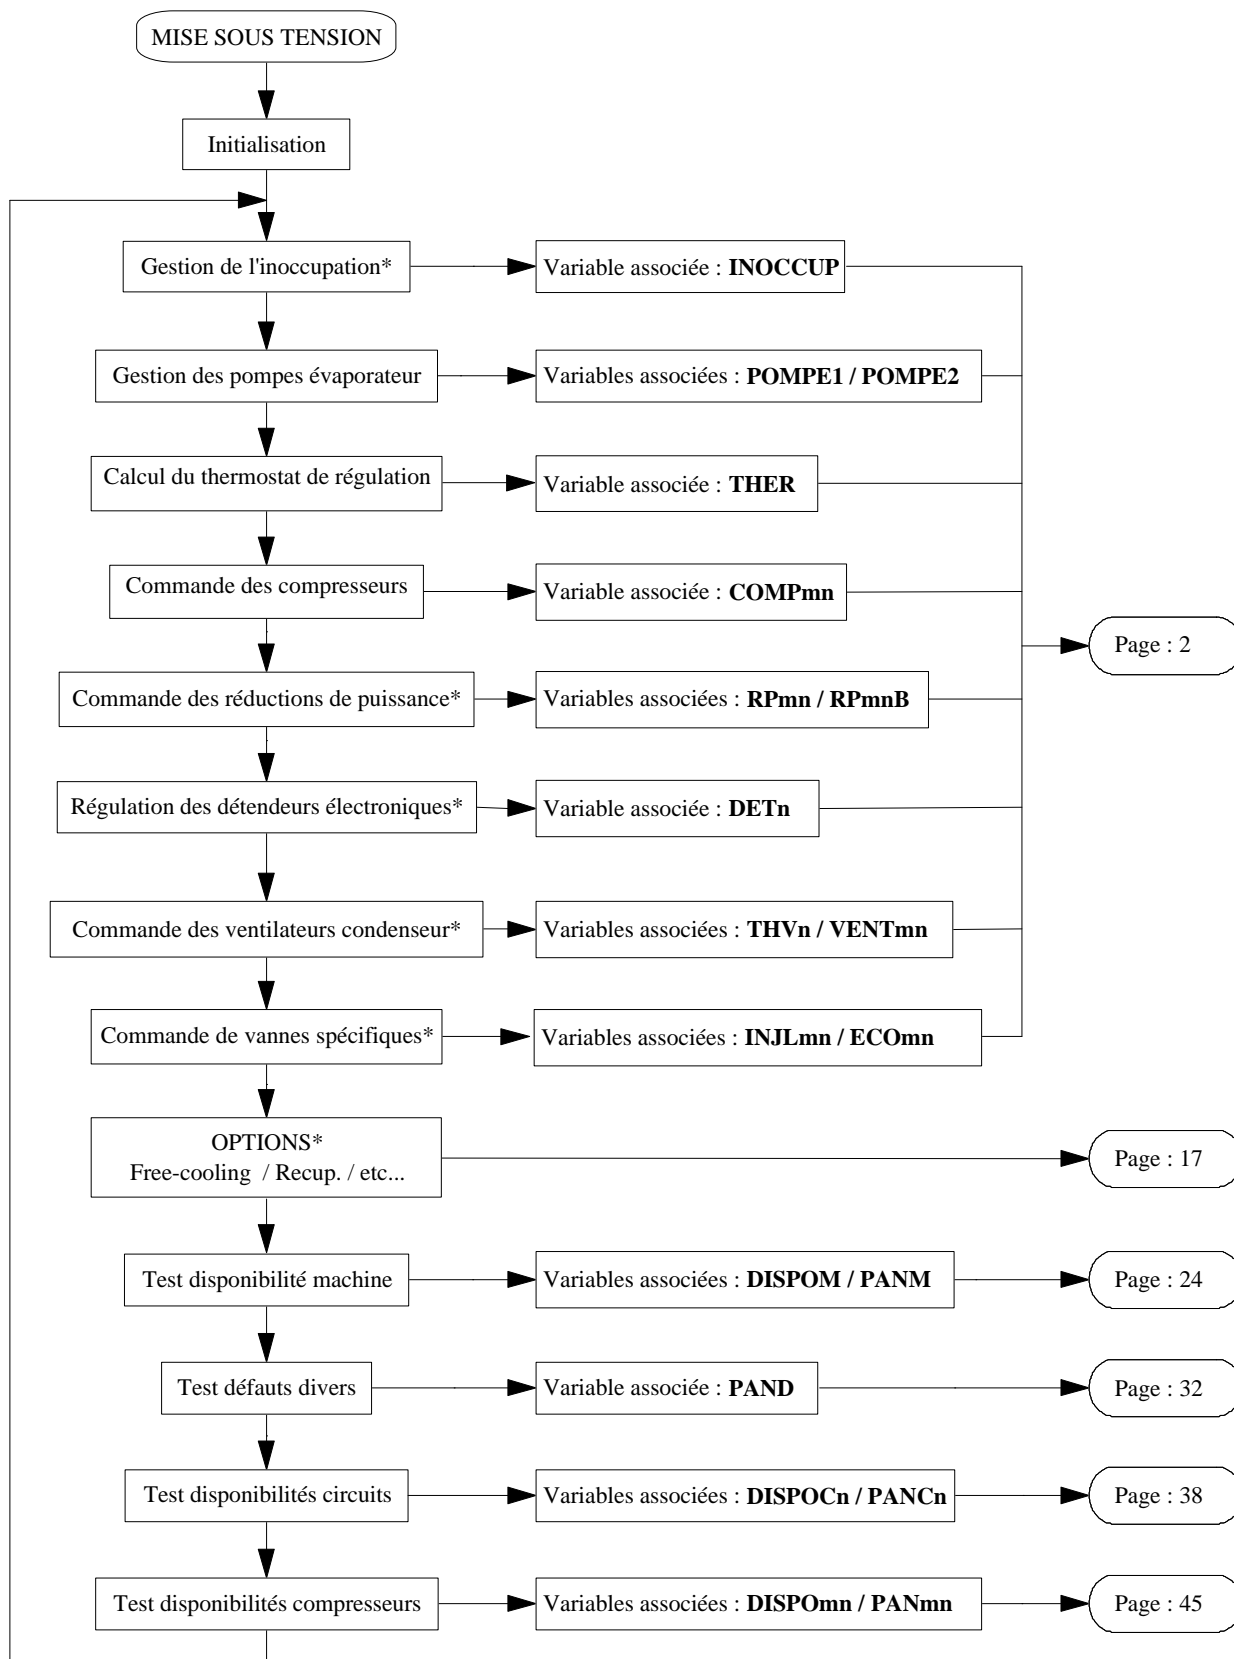 MISE SOUS TENSION
Initialisation
Gestion de l'inoccupation*
Variable associée : INOCCUP
Gestion des pompes évaporateur
Variables associées : POMPE1 / POMPE2
Calcul du thermostat de régulation
Variable associée : THER
Commande des compresseurs
Variable associée : COMPmn
Page : 2
Commande des réductions de puissance*
Variables associées : RPmn / RPmnB
Régulation des détendeurs électroniques*
Variable associée : DETn
Commande des ventilateurs condenseur*
Variables associées : THVn / VENTmn
Commande de vannes spécifiques*
Variables associées : INJLmn / ECOmn
OPTIONS*
Free-cooling / Recup. / etc...
Page : 17
Test disponibilité machine
Variables associées : DISPOM / PANM
Page : 24
Test défauts divers
Variable associée : PAND
Page : 32
Test disponibilités circuits
Variables associées : DISPOCn / PANCn
Page : 38
Test disponibilités compresseurs
Variables associées : DISPOmn / PANmn
Page : 45